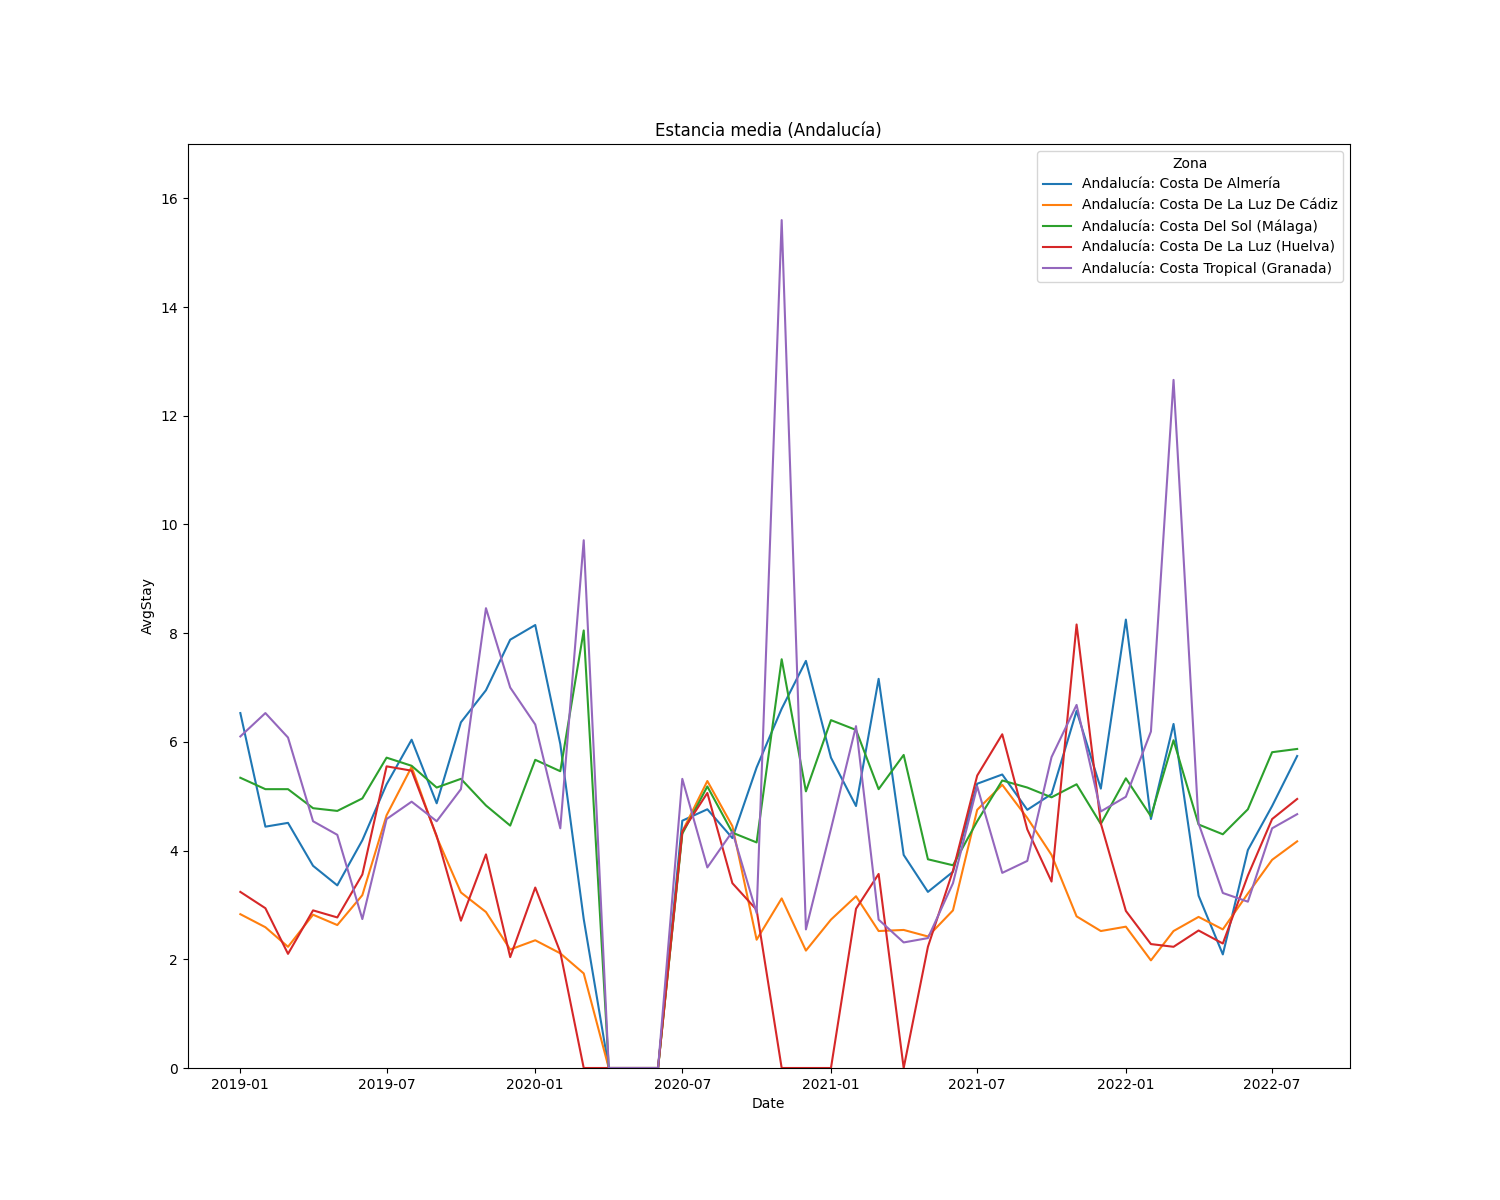 Estancia media (Andalucía)
Zona
Andalucía: Costa De Almería
Andalucía: Costa De La Luz De Cádiz
Andalucía: Costa Del Sol (Málaga)
Andalucía: Costa De La Luz (Huelva)
Andalucía: Costa Tropical (Granada)
16
14
12
10
8
6
4
2
0
AvgStay
2019-01 2019-07 2020-01 2020-07 2021-01 2021-07 2022-01 2022-07
Date